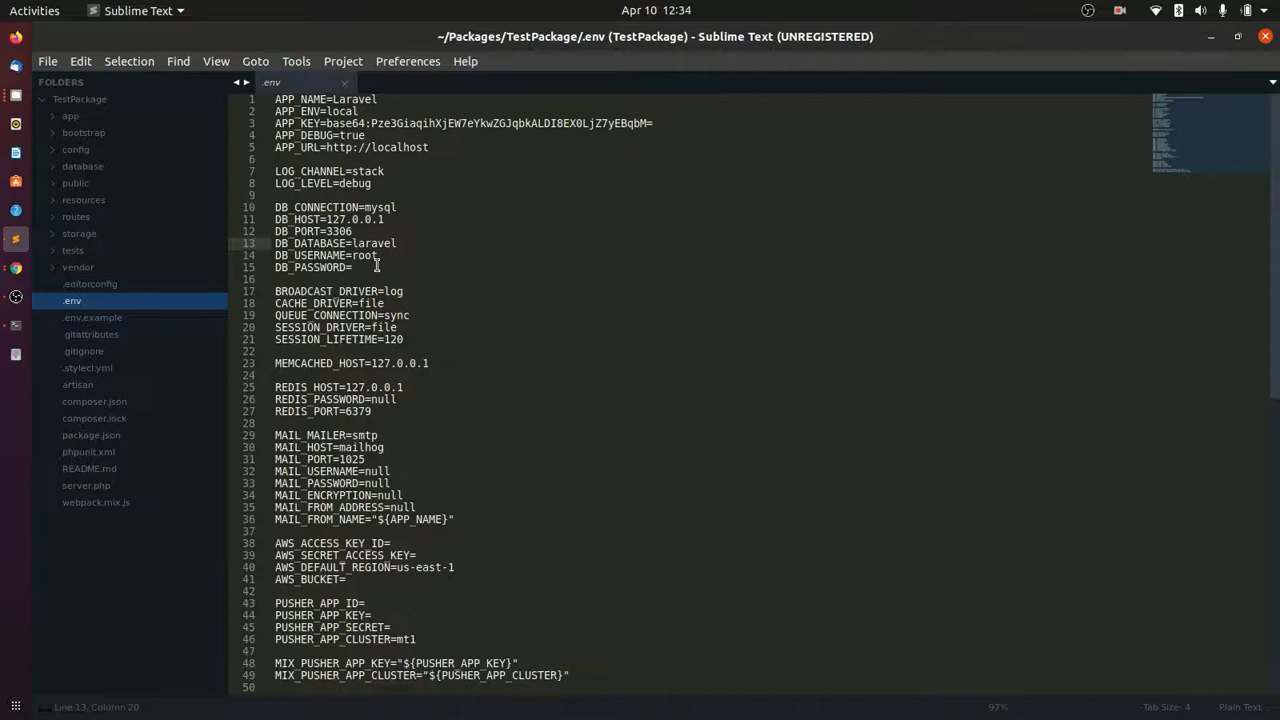 Activities
Sublime Text
Apr 10 12:34
~/Packages/TestPackage/.env (TestPackage) - Sublime Text (UNREGISTERED)
File Edit Selection Find View Goto Tools Project Preferences Help
FOLDERS
TestPackage
app
bootstrap
config
database
public
resources
routes
storage
tests
vendor
.editorconfig
.env
.env.example
.gitattributes
.gitignore
.styleci.yml
artisan
composer.json
composer.lock
package.json
phpunit.xml
README.md
server.php
webpack.mix.js
.env
1 APP_NAME=Laravel
2 APP_ENV=local
3 APP_KEY=base64:Pze3GiaqihXjEW7eYkwZGJqbkALDI8EX0LjZ7yEBqbM=
4 APP_DEBUG=true
5 APP_URL=http://localhost
6
7 LOG_CHANNEL=stack
8 LOG_LEVEL=debug
9
10 DB_CONNECTION=mysql
11 DB_HOST=127.0.0.1
12 DB_PORT=3306
13 DB_DATABASE=laravel
14 DB_USERNAME=root
15 DB_PASSWORD=
16
17 BROADCAST_DRIVER=log
18 CACHE_DRIVER=file
19 QUEUE_CONNECTION=sync
20 SESSION_DRIVER=file
21 SESSION_LIFETIME=120
22
23 MEMCACHED_HOST=127.0.0.1
24
25 REDIS_HOST=127.0.0.1
26 REDIS_PASSWORD=null
27 REDIS_PORT=6379
28
29 MAIL_MAILER=smtp
30 MAIL_HOST=mailhog
31 MAIL_PORT=1025
32 MAIL_USERNAME=null
33 MAIL_PASSWORD=null
34 MAIL_ENCRYPTION=null
35 MAIL_FROM_ADDRESS=null
36 MAIL_FROM_NAME="${APP_NAME}"
37
38 AWS_ACCESS_KEY_ID=
39 AWS_SECRET_ACCESS_KEY=
40 AWS_DEFAULT_REGION=us-east-1
41 AWS_BUCKET=
42
43 PUSHER_APP_ID=
44 PUSHER_APP_KEY=
45 PUSHER_APP_SECRET=
46 PUSHER_APP_CLUSTER=mt1
47
48 MIX_PUSHER_APP_KEY="${PUSHER_APP_KEY}"
49 MIX_PUSHER_APP_CLUSTER="${PUSHER_APP_CLUSTER}"
50
Line 13, Column 20
97%
Tab Size: 4
Plain Text